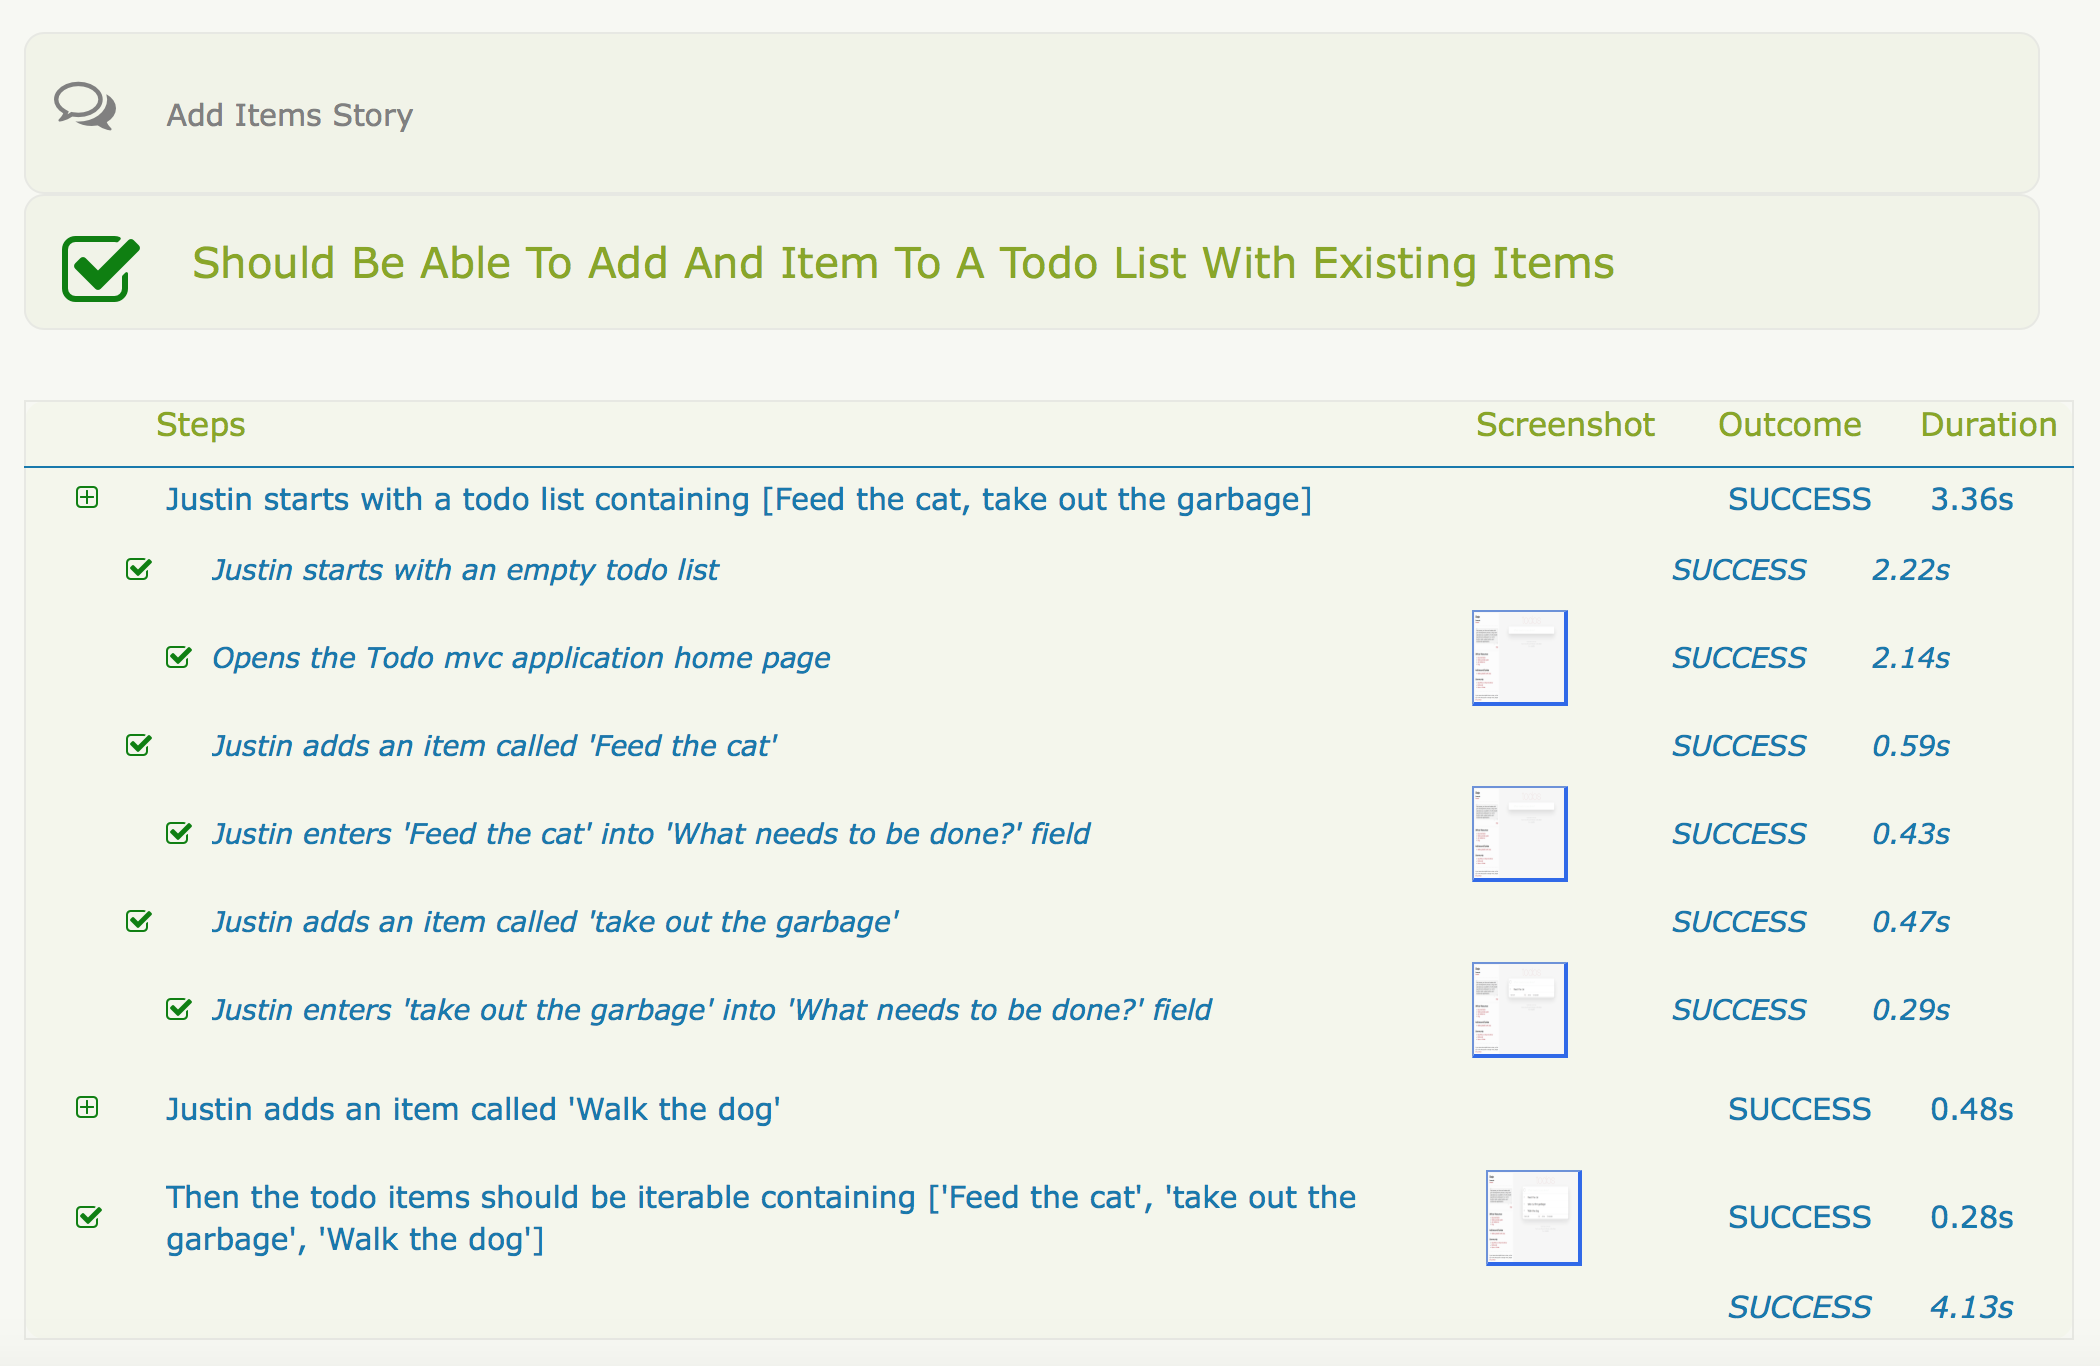 Add Items Story
Should Be Able To Add And Item To A Todo List With Existing Items
Steps Screenshot Outcome Duration
Justin starts with a todo list containing [Feed the cat, take out the garbage] SUCCESS 3.36s
Justin starts with an empty todo list SUCCESS 2.22s
Opens the Todo mvc application home page SUCCESS 2.14s
Justin adds an item called 'Feed the cat' SUCCESS 0.59s
Justin enters 'Feed the cat' into 'What needs to be done?' field SUCCESS 0.43s
Justin adds an item called 'take out the garbage' SUCCESS 0.47s
Justin enters 'take out the garbage' into 'What needs to be done?' field SUCCESS 0.29s
Justin adds an item called 'Walk the dog' SUCCESS 0.48s
Then the todo items should be iterable containing ['Feed the cat', 'take out the
garbage', 'Walk the dog'] SUCCESS 0.28s
SUCCESS 4.13s